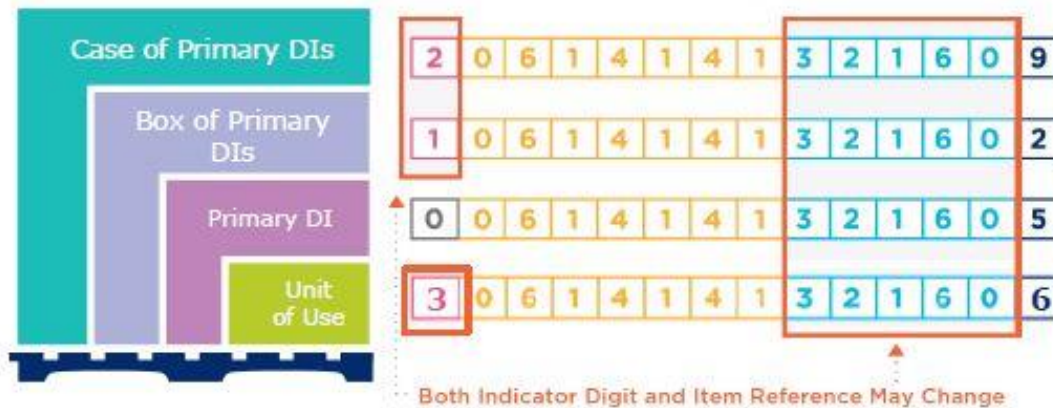 Case of Primary DIs
2 0 6 1 4 1 4 1 3 2 1 6 0 9
Box of Primary
DIs
1 0 6 1 4 1 4 1 3 2 1 6 0 2
Primary DI
0 0 6 1 4 1 4 1 3 2 1 6 0 5
Unit
of Use
3 0 6 1 4 1 4 1 3 2 1 6 0 6
Both Indicator Digit and Item Reference May Change